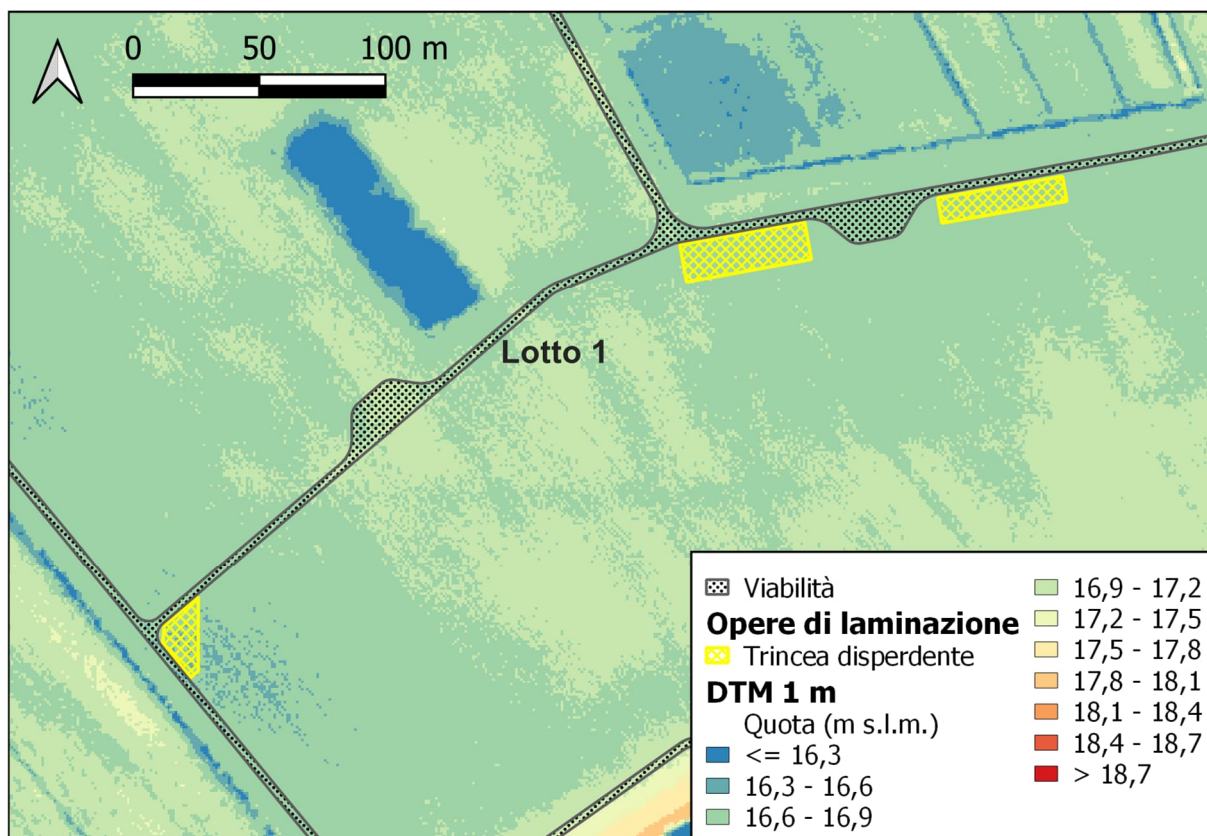 0 50 100 m
Lotto 1
Viabilità
Opere di laminazione
Trincea disperdente
DTM 1 m
Quota (m s.l.m.)
<= 16,3
16,3 - 16,6
16,6 - 16,9
16,9 - 17,2
17,2 - 17,5
17,5 - 17,8
17,8 - 18,1
18,1 - 18,4
18,4 - 18,7
> 18,7